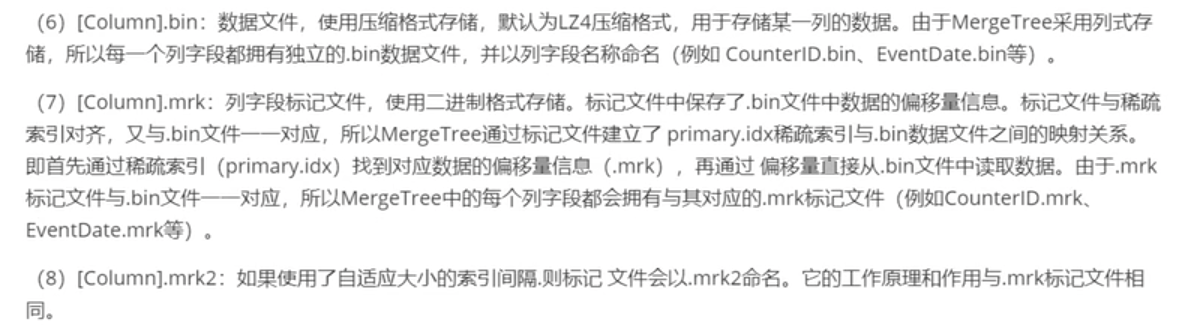 （6）[Column].bin：数据文件，使用压缩格式存储，默认为LZ4压缩格式，用于存储某一列的数据。由于MergeTree采用列式存
储，所以每一个列字段都拥有独立的.bin数据文件，并以列字段名称命名（例如 CounterID.bin、EventDate.bin等）。
（7）[Column].mrk：列字段标记文件，使用二进制格式存储。标记文件中保存了.bin文件中数据的偏移量信息。标记文件与稀疏
索引对齐，又与.bin文件一一对应，所以MergeTree通过标记文件建立了 primary.idx稀疏索引与.bin数据文件之间的映射关系。
即首先通过稀疏索引（primary.idx）找到对应数据的偏移量信息（.mrk），再通过 偏移量直接从.bin文件中读取数据。由于.mrk
标记文件与.bin文件一一对应，所以MergeTree中的每个列字段都会拥有与其对应的.mrk标记文件（例如CounterID.mrk、
EventDate.mrk等）。
（8）[Column].mrk2：如果使用了自适应大小的索引间隔.则标记 文件会以.mrk2命名。它的工作原理和作用与.mrk标记文件相
同。